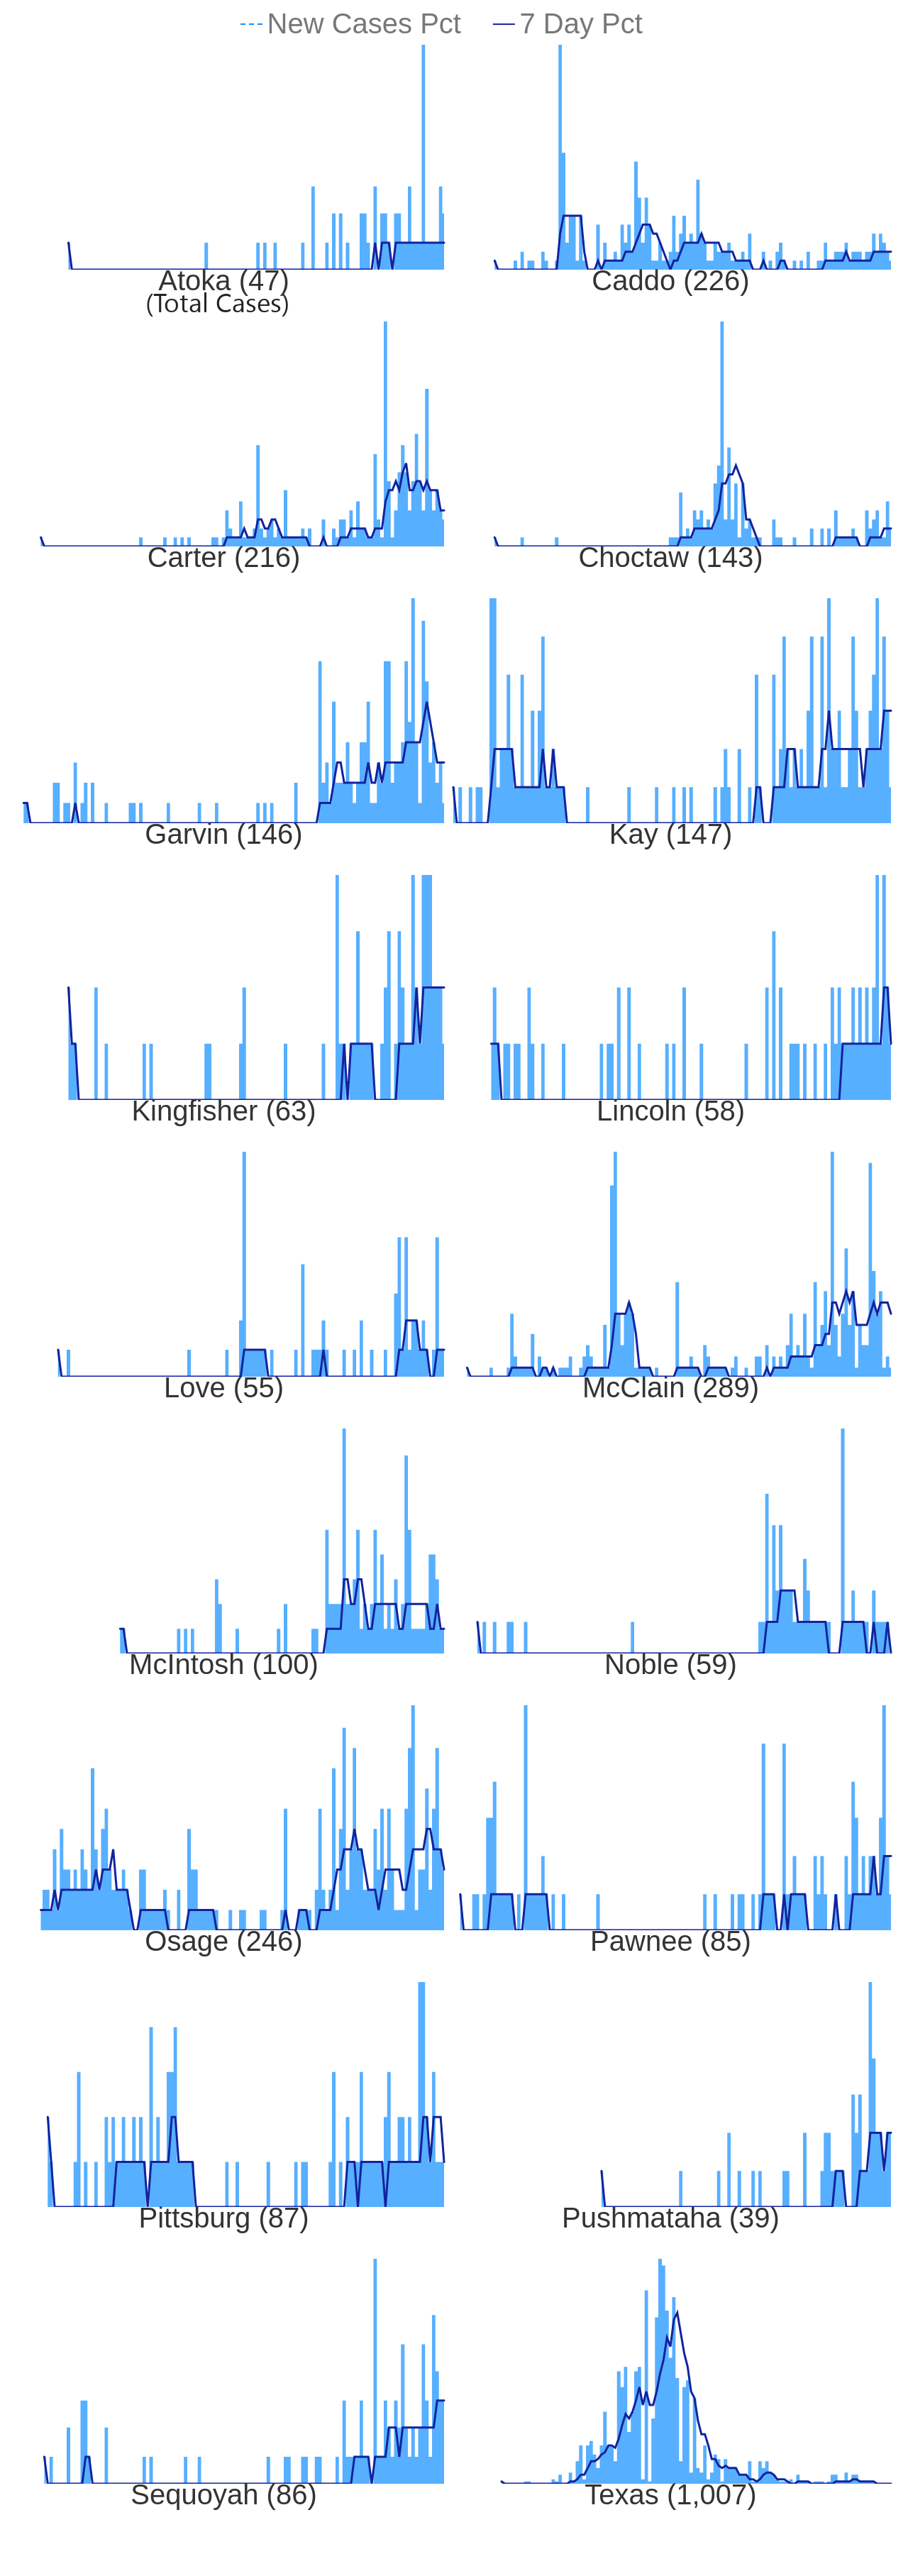 New Cases Pct 7 Day Pct
Atoka (47) Caddo (226)
(Total Cases)
Carter (216) Choctaw (143)
Garvin (146) Kay (147)
Kingfisher (63) Lincoln (58)
Love (55) McClain (289)
McIntosh (100) Noble (59)
Osage (246) Pawnee (85)
Pittsburg (87) Pushmataha (39)
Sequoyah (86) Texas (1,007)